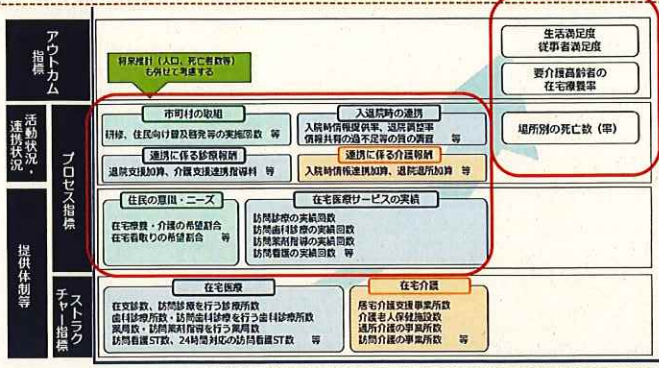 アウトカム
指標
生活満足度
従事者満足度
要介護高齢者の
在宅療養率
場所別の死亡数(率)
将来推計(人口、死亡者数等)
も併せて考慮する
活動状況・
連携状況
プロセス指標
市町村の取組
研修、住民向け普及啓発等の実施回数 等
入退院時の連携
入院時情報提供率、退院調整率
情報共有の過不足等の質の調査 等
連携に係る診療報酬
退院支援加算、介護支援連携指導料 等
連携に係る介護報酬
入院時情報連携加算、退院退所加算 等
住民の意向・ニーズ
在宅療養・介護の希望割合
在宅看取りの希望割合 等
在宅医療サービスの実績
訪問診療の実績回数
訪問歯科診療の実績回数
訪問薬剤指導の実績回数
訪問看護の実績回数 等
提供体制等
ストラク
チャー指標
在宅医療
在支診数、訪問診療を行う診療所数
歯科診療所数・訪問歯科診療を行う歯科診療所数
薬局数・訪問薬剤指導を行う薬局数
訪問看護ST数、24時間対応の訪問看護ST数 等
在宅介護
居宅介護支援事業所数
介護老人保健施設数
通所介護の事業所数
訪問介護の事業所数 等